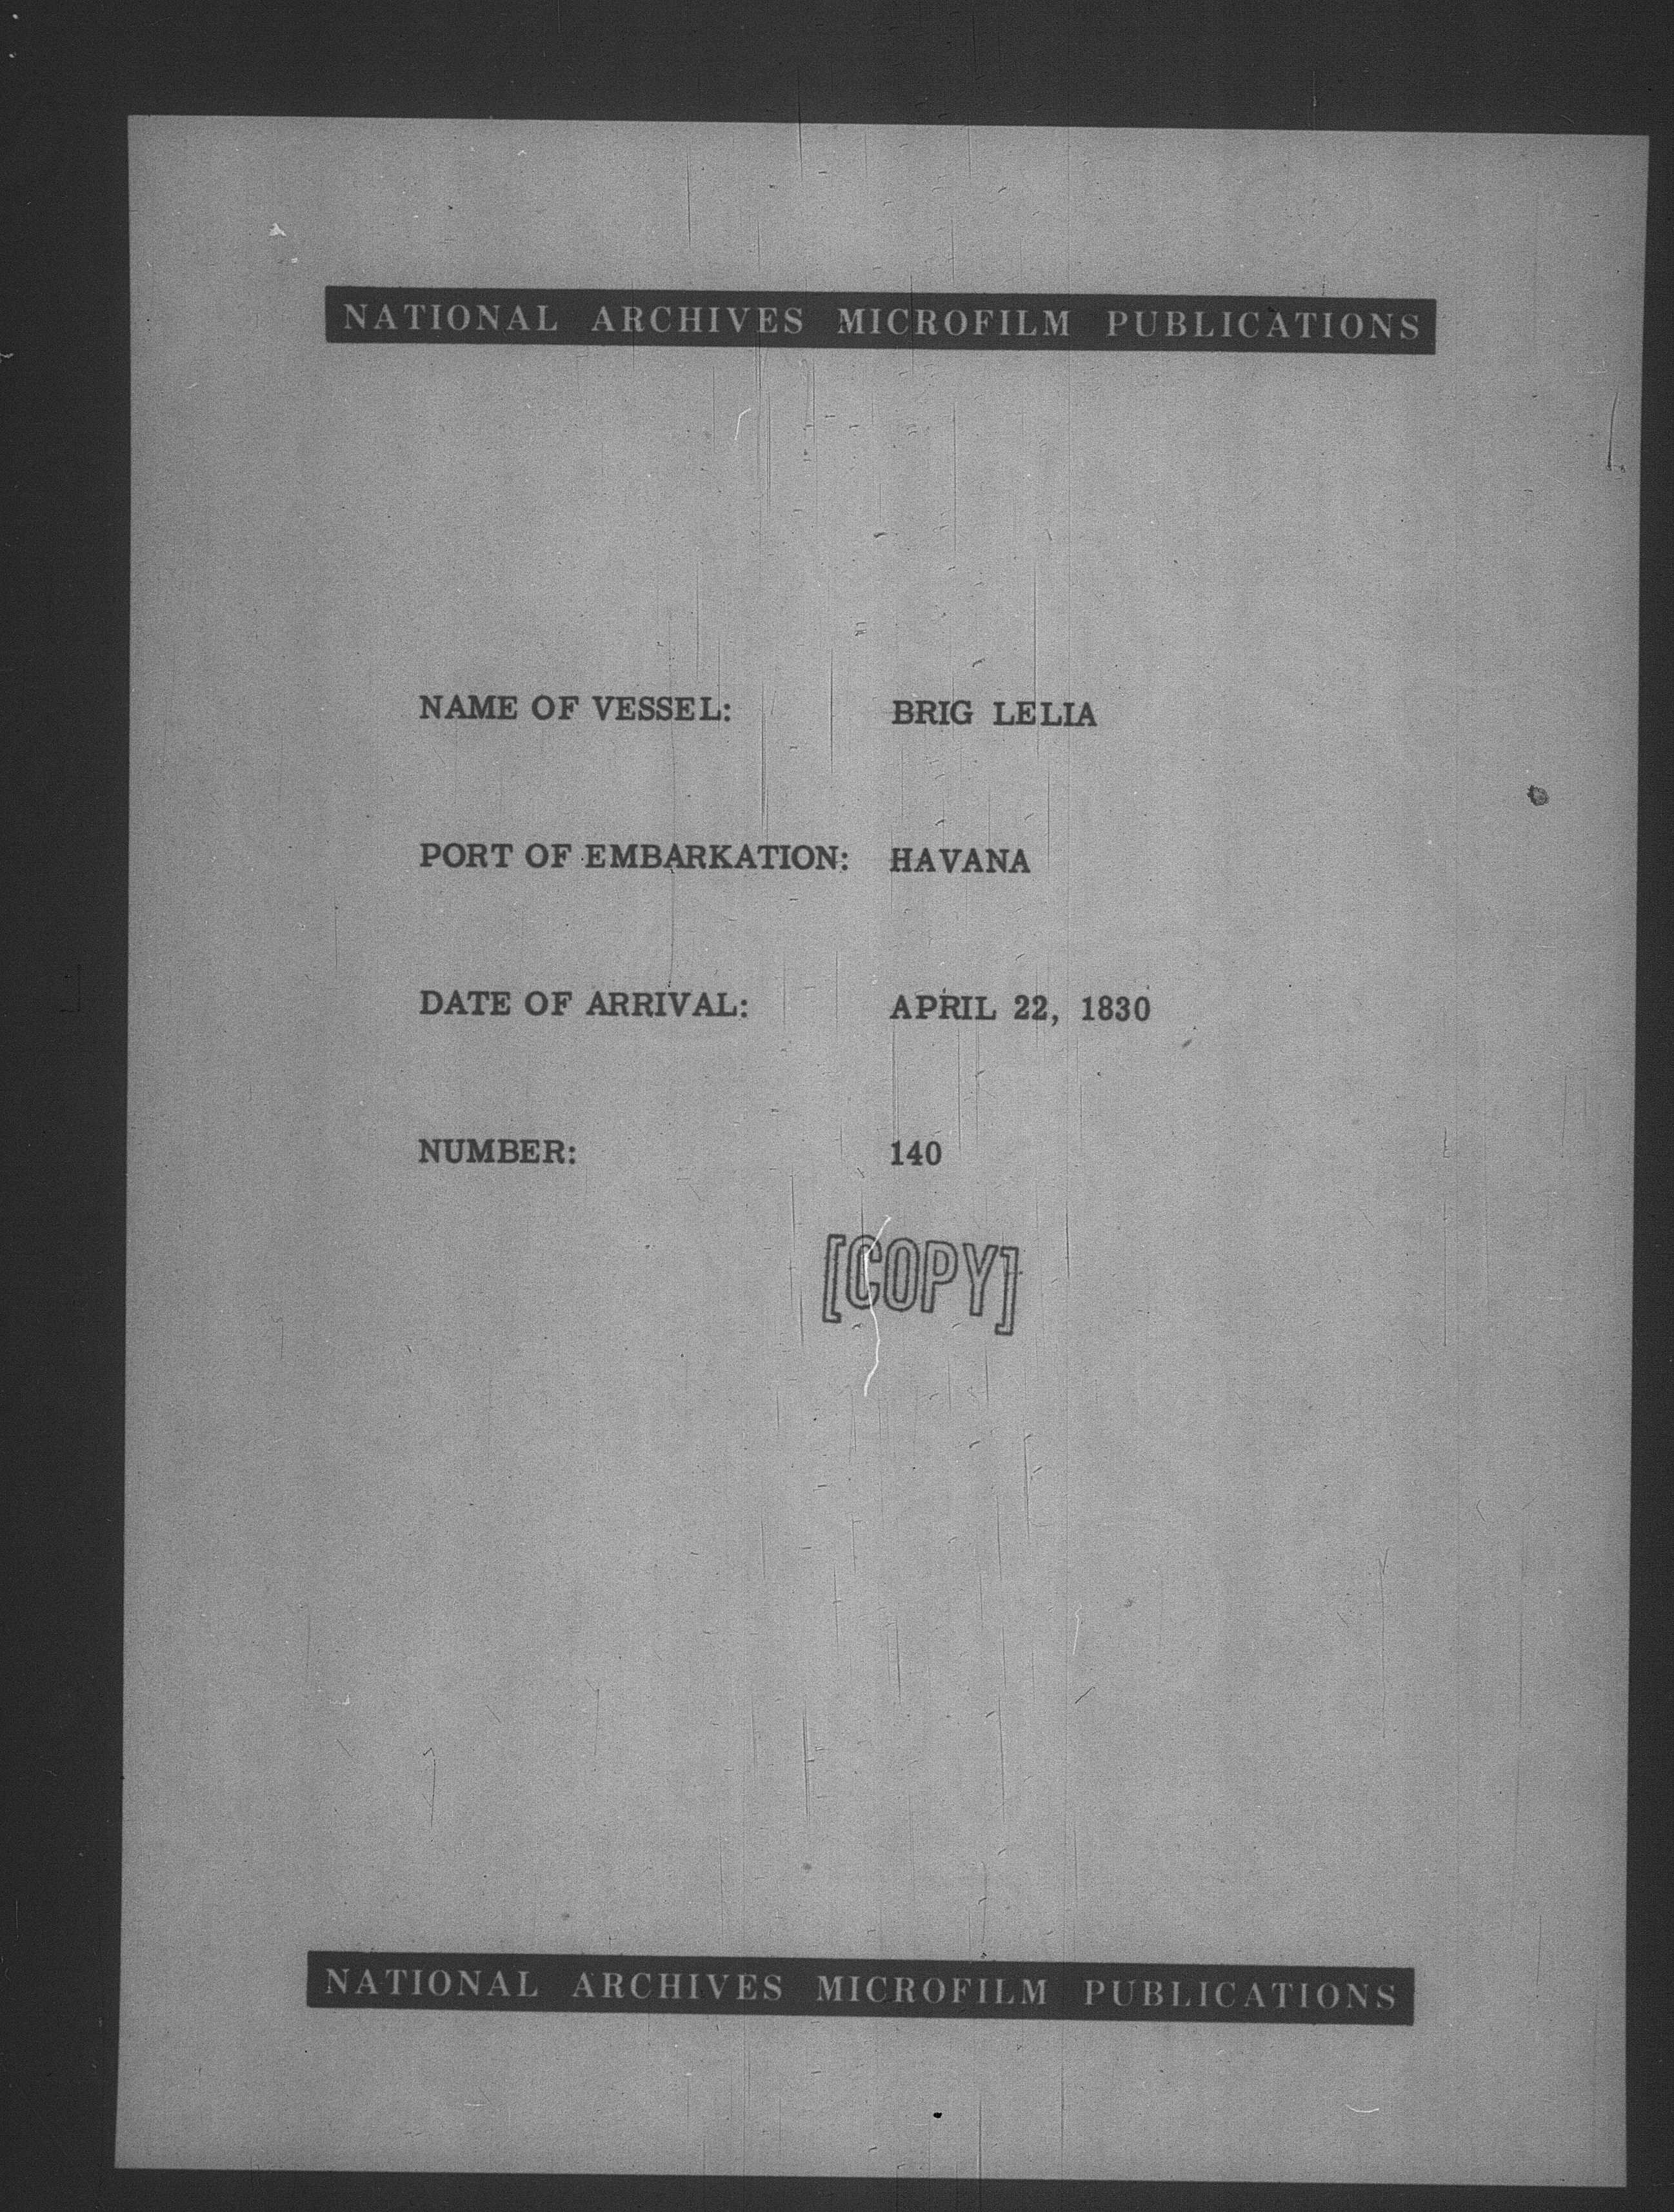 NATIONAL ARCHIVES MICROFILM PUBLICATIONS
NAME OF VESSEL: BRIG LELIA
PORT OF EMBARKATION: HAVANA
DATE OF ARRIVAL: APRIL 22, 1830
NUMBER: 140
[COPY]
NATIONAL ARCHIVES MICROFILM PUBLICATIONS